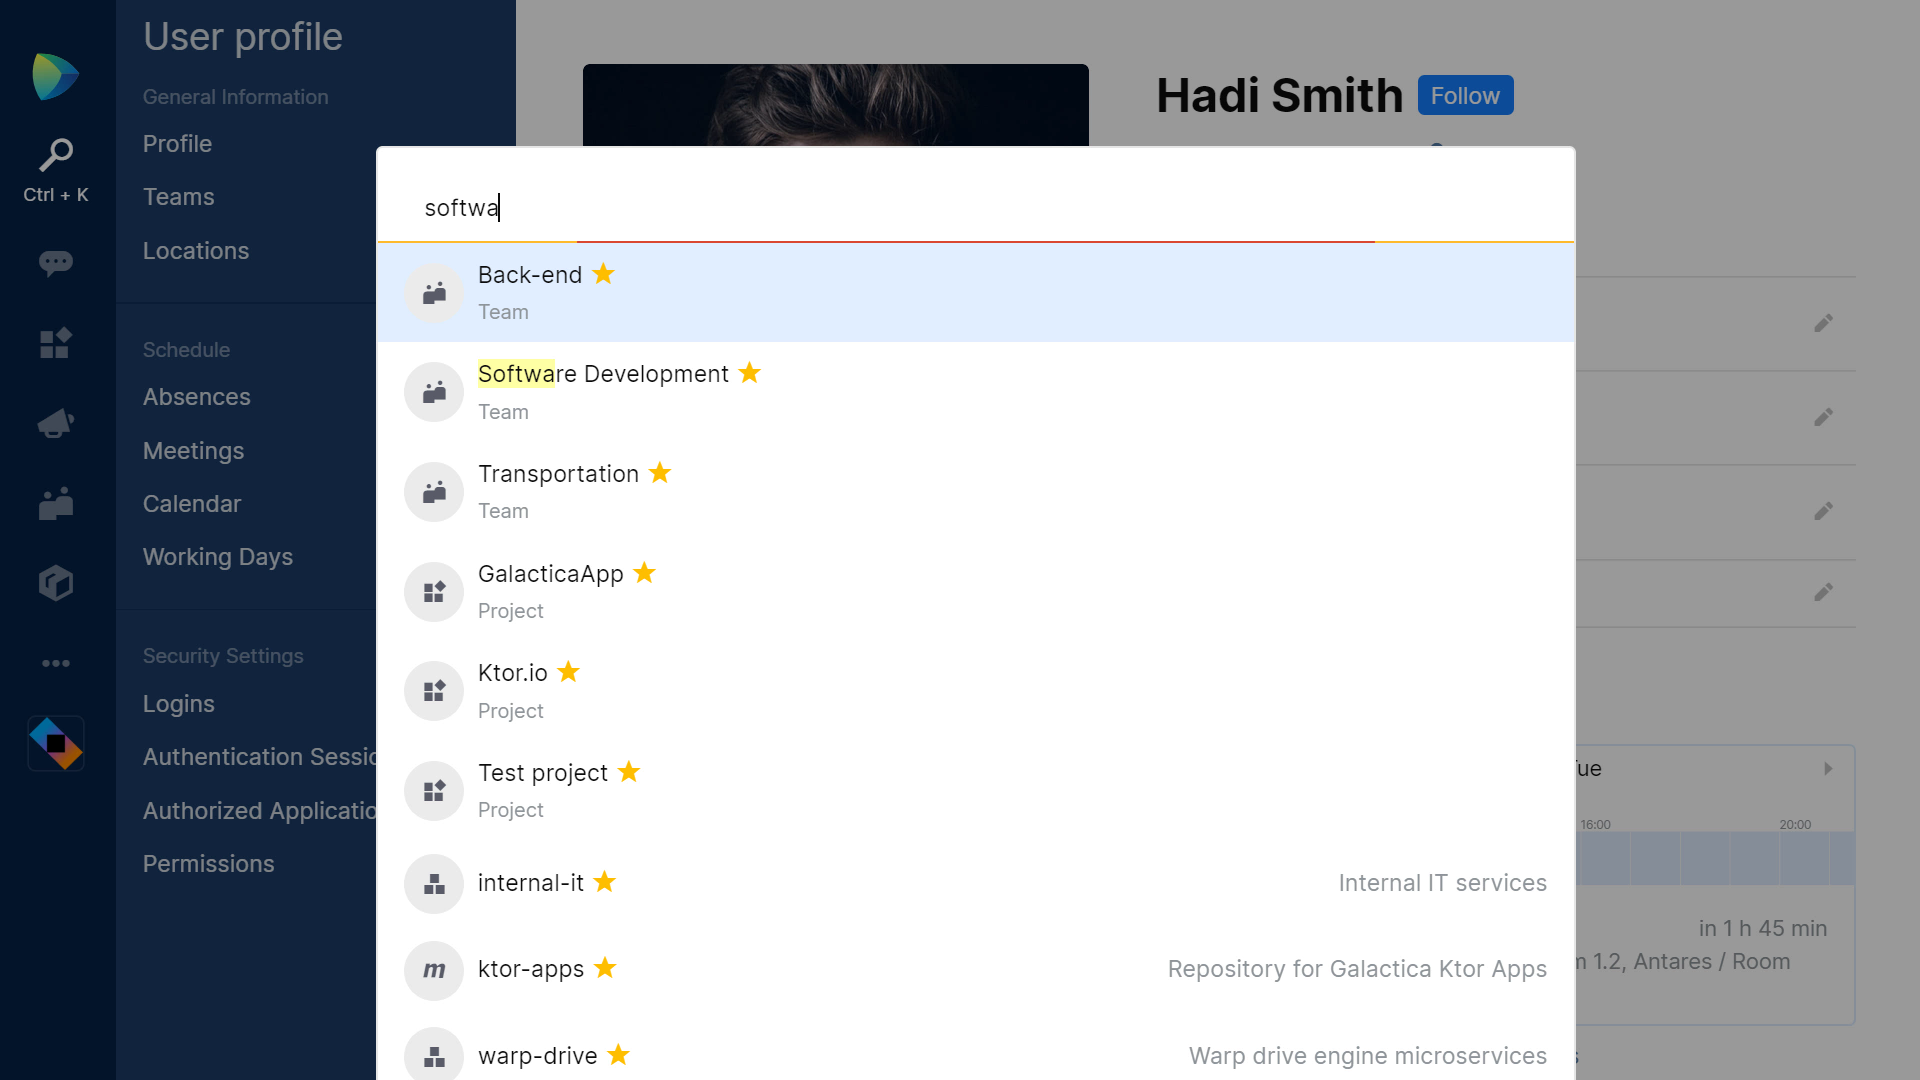 User profile
General Information
Profile
Teams
Locations
Schedule
Absences
Meetings
Calendar
Working Days
Security Settings
Logins
Authentication Sessio
Authorized Applicatio
Permissions
Ctrl + K
Hadi Smith
Follow
softwa
Back-end
Team
Software Development
Team
Transportation
Team
GalacticaApp
Project
Ktor.io
Project
Test project
Project
internal-it
Internal IT services
m
ktor-apps
Repository for Galactica Ktor Apps
warp-drive
Warp drive engine microservices
Tue
16:00
20:00
in 1 h 45 min
1.2, Antares / Room